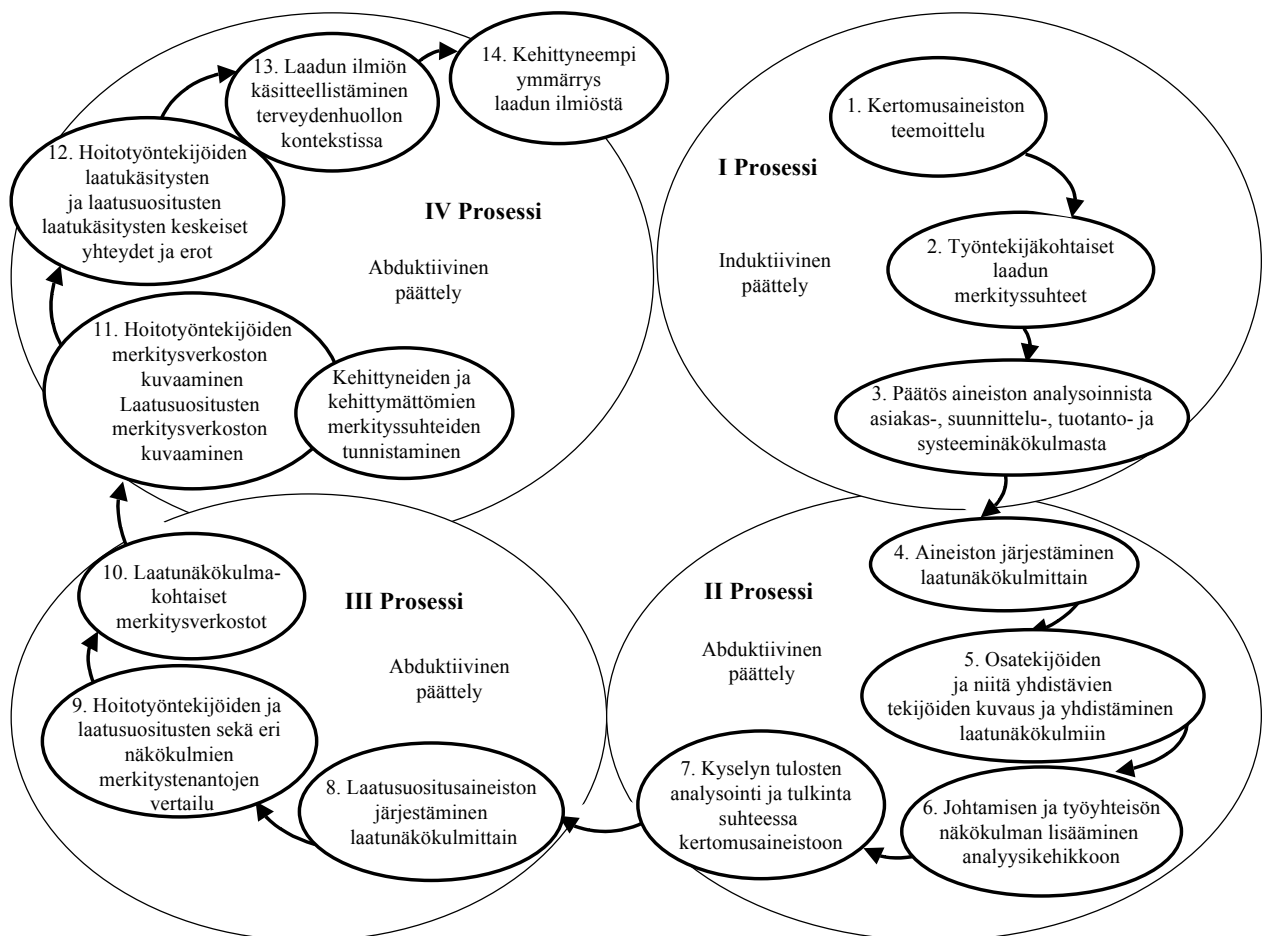 I Prosessi
Induktiivinen
päättely
1. Kertomusaineiston
teemoittelu
2. Työntekijäkohtaiset
laadun
merkityssuhteet
3. Päätös aineiston analysoinnista
asiakas-, suunnittelu-, tuotanto- ja
systeeminäkökulmasta
II Prosessi
Abduktiivinen
päättely
4. Aineiston järjestäminen
laatunäkökulmittain
5. Osatekijöiden
ja niitä yhdistävien
tekijöiden kuvaus ja yhdistäminen
laatunäkökulmiin
6. Johtamisen ja työyhteisön
näkökulman lisääminen
analyysikehikkoon
7. Kyselyn tulosten
analysointi ja tulkinta
suhteessa
kertomusaineistoon
III Prosessi
Abduktiivinen
päättely
8. Laatusuositusaineiston
järjestäminen
laatunäkökulmittain
9. Hoitotyöntekijöiden ja
laatusuositusten sekä eri
näkökulmien
merkitystenantojen
vertailu
10. Laatunäkökulma-
kohtaiset
merkitysverkostot
IV Prosessi
Abduktiivinen
päättely
11. Hoitotyöntekijöiden
merkitysverkoston
kuvaaminen
Laatusuositusten
merkitysverkoston
kuvaaminen
Kehittyneiden ja
kehittymättömien
merkityssuhteiden
tunnistaminen
12. Hoitotyöntekijöiden
laatukäsitysten
ja laatusuositusten
laatukäsitysten keskeiset
yhteydet ja erot
13. Laadun ilmiön
käsitteellistäminen
terveydenhuollon
kontekstissa
14. Kehittyneempi
ymmärrys
laadun ilmiöstä